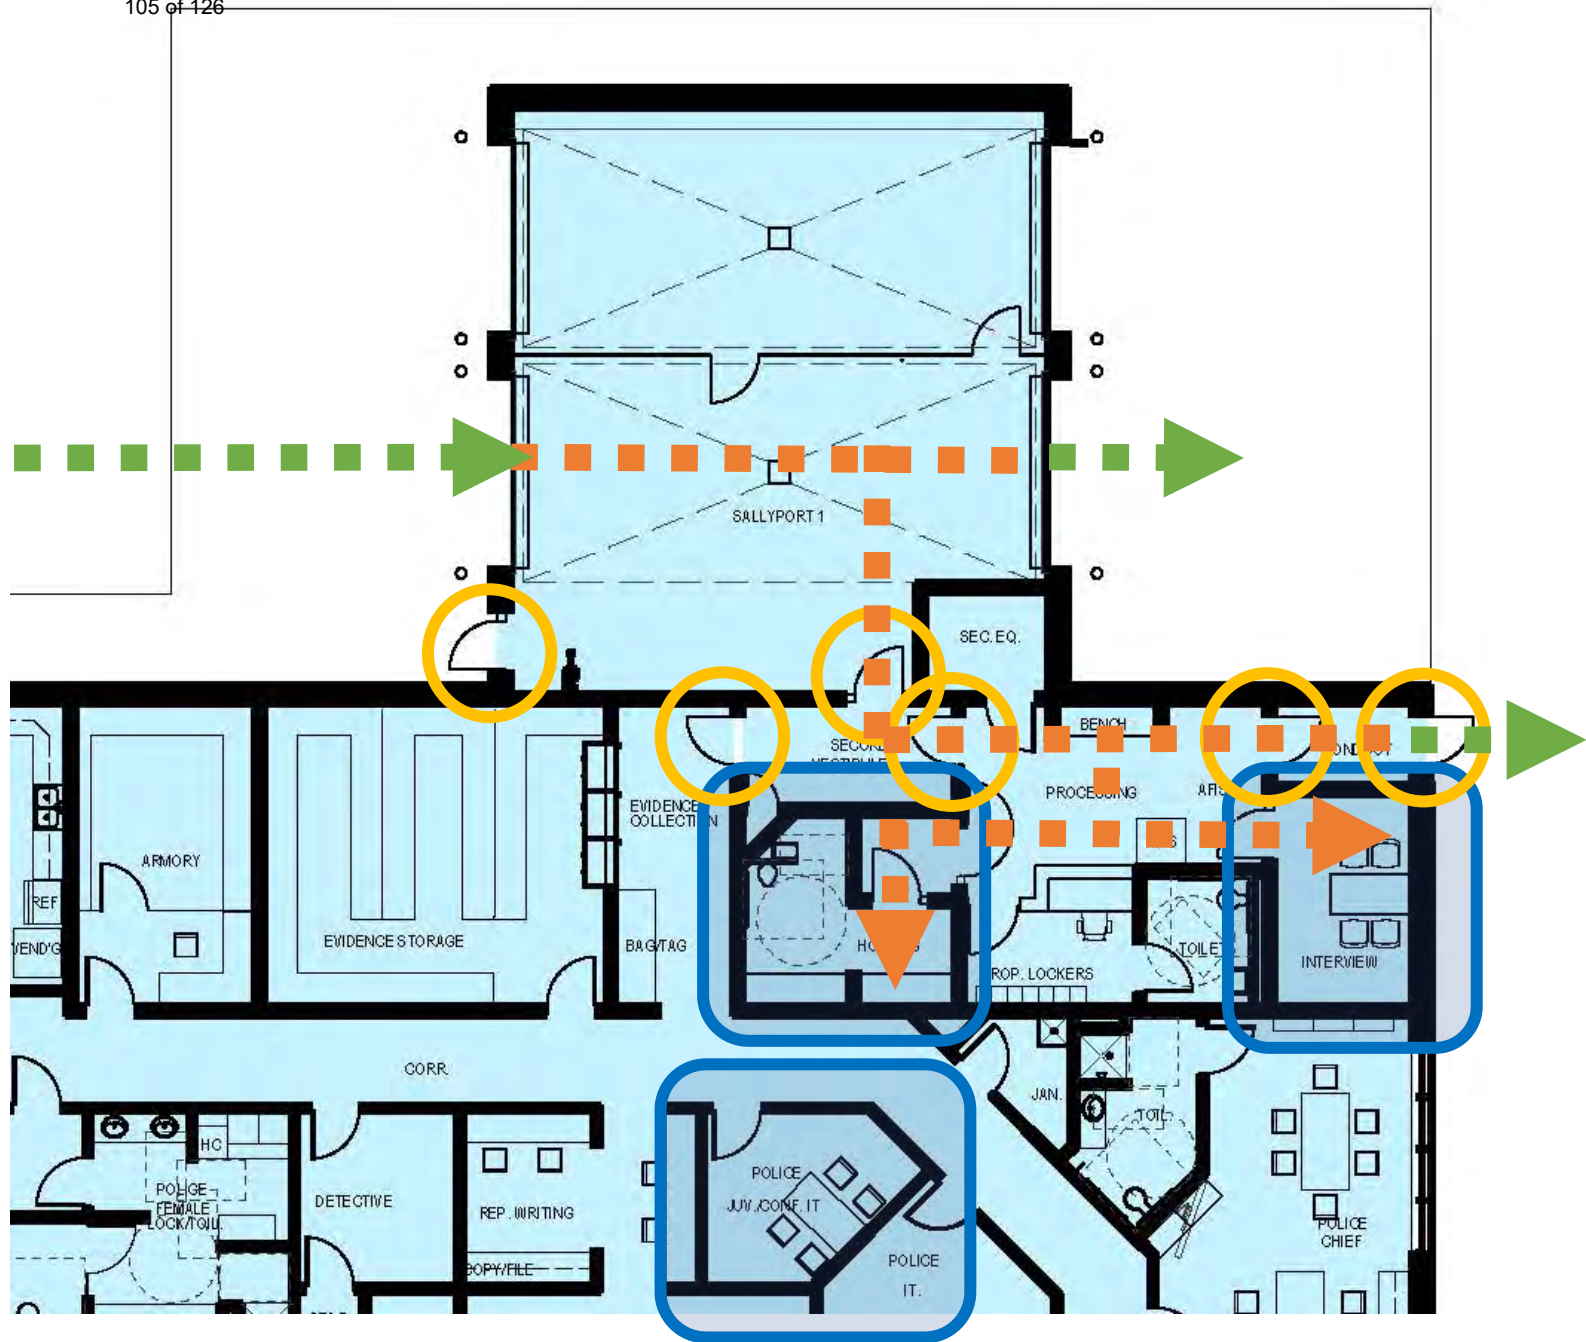 105 of 126
SALLYPORT 1
SEC. EQ.
BENCH
VESTIBULE
PROCESSING
EVIDENCE
COLLECTION
ARMORY
REF
VEND'G
EVIDENCE STORAGE
BAG/TAG
TOILET
INTERVIEW
ROP. LOCKERS
CORR.
JAN.
TOIL.
HC
POLICE
FEMALE
LOCK/TOIL.
DETECTIVE
REP. WRITING
COPY/FILE
POLICE
JUV./CONF. IT
POLICE
IT.
POLICE
CHIEF